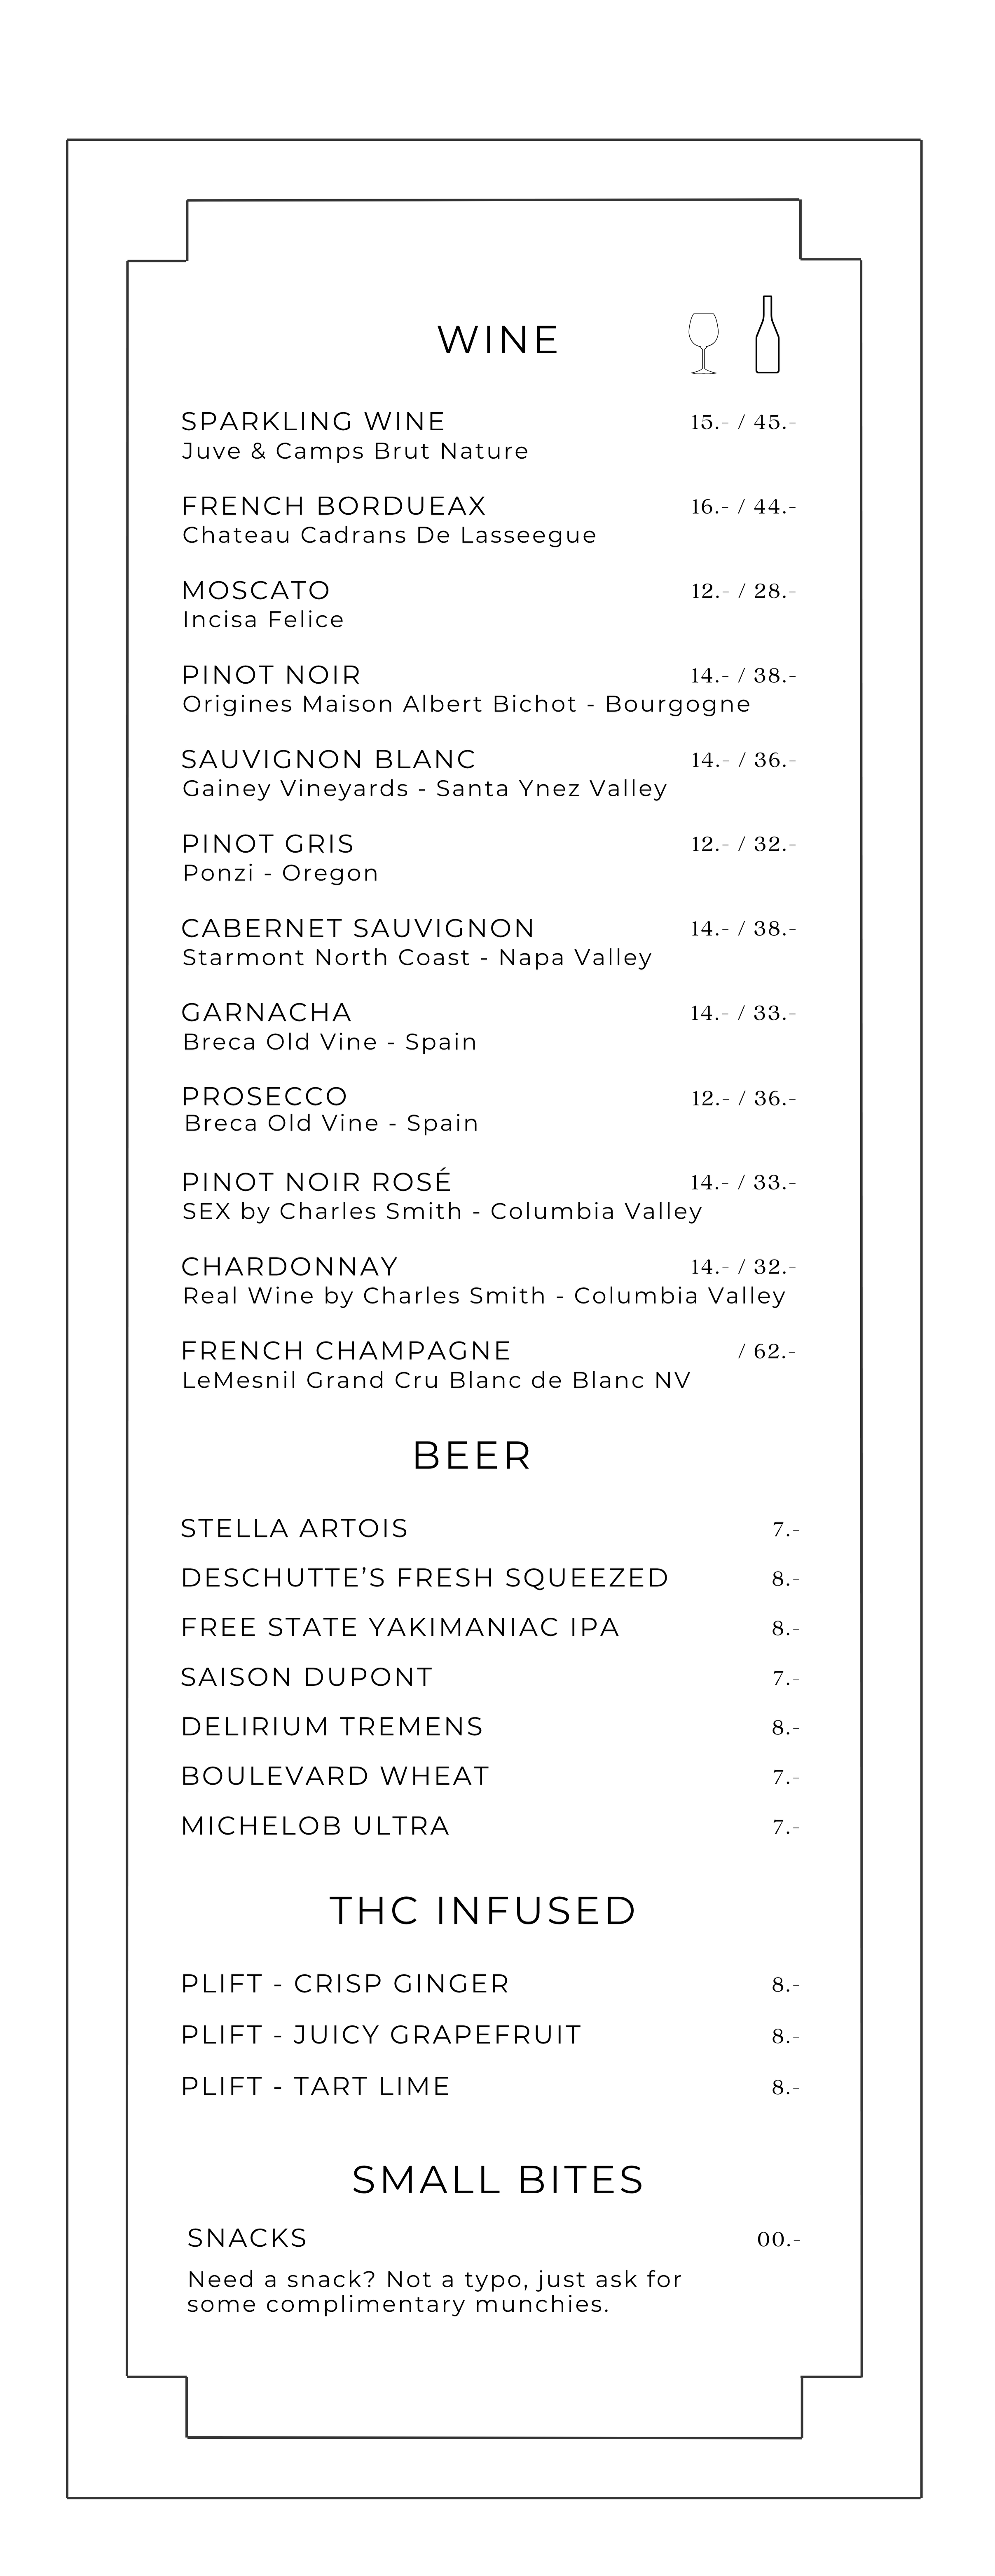 WINE
SPARKLING WINE 15.- / 45.-
Juve & Camps Brut Nature
FRENCH BORDUEAX 16.- / 44.-
Chateau Cadrans De Lasseegue
MOSCATO 12.- / 28.-
Incisa Felice
PINOT NOIR 14.- / 38.-
Origines Maison Albert Bichot - Bourgogne
SAUVIGNON BLANC 14.- / 36.-
Gainey Vineyards - Santa Ynez Valley
PINOT GRIS 12.- / 32.-
Ponzi - Oregon
CABERNET SAUVIGNON 14.- / 38.-
Starmont North Coast - Napa Valley
GARNACHA 14.- / 33.-
Breca Old Vine - Spain
PROSECCO 12.- / 36.-
Breca Old Vine - Spain
PINOT NOIR ROSÉ 14.- / 33.-
SEX by Charles Smith - Columbia Valley
CHARDONNAY 14.- / 32.-
Real Wine by Charles Smith - Columbia Valley
FRENCH CHAMPAGNE / 62.-
LeMesnil Grand Cru Blanc de Blanc NV
BEER
STELLA ARTOIS 7.-
DESCHUTTE’S FRESH SQUEEZED 8.-
FREE STATE YAKIMANIAC IPA 8.-
SAISON DUPONT 7.-
DELIRIUM TREMENS 8.-
BOULEVARD WHEAT 7.-
MICHELOB ULTRA 7.-
THC INFUSED
PLIFT - CRISP GINGER 8.-
PLIFT - JUICY GRAPEFRUIT 8.-
PLIFT - TART LIME 8.-
SMALL BITES
SNACKS 00.-
Need a snack? Not a typo, just ask for
some complimentary munchies.